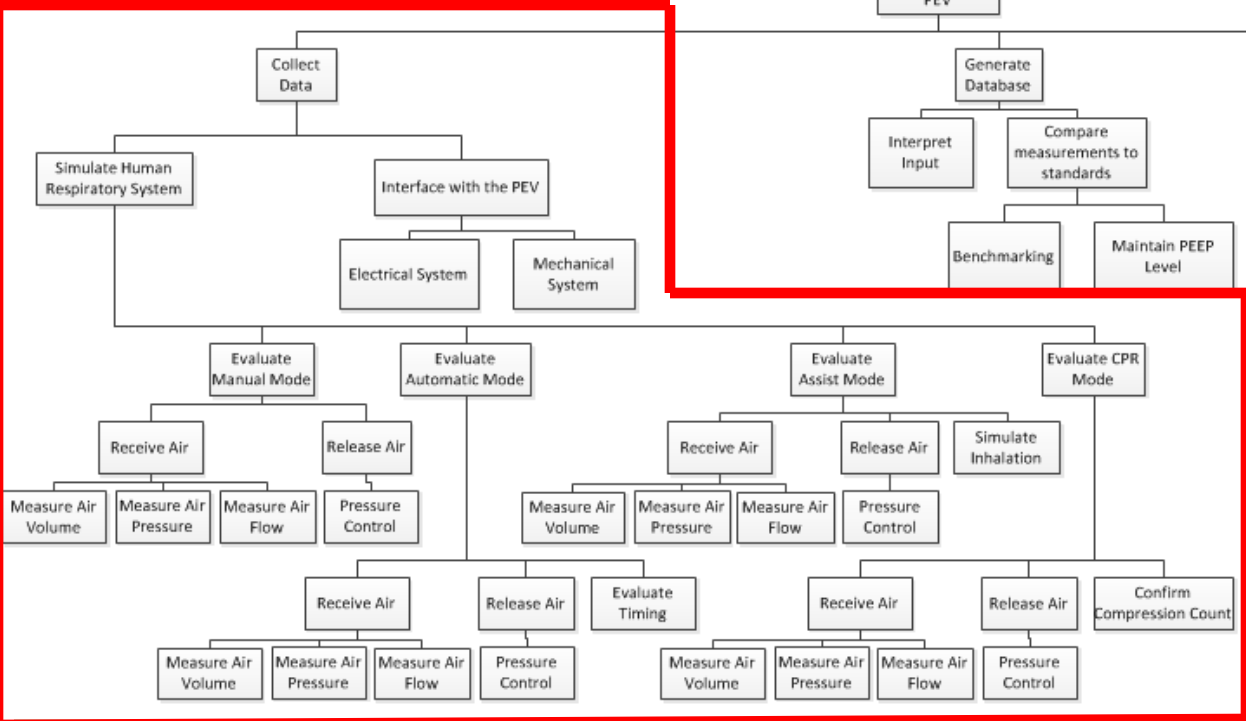 PEV
Collect
Data
Generate
Database
Interpret
Input
Compare
measurements to
standards
Simulate Human
Respiratory System
Interface with the PEV
Benchmarking
Maintain PEEP
Level
Electrical System
Mechanical
System
Evaluate
Manual Mode
Evaluate
Automatic Mode
Evaluate
Assist Mode
Evaluate CPR
Mode
Receive Air
Release Air
Receive Air
Release Air
Simulate
Inhalation
Measure Air
Volume
Measure Air
Pressure
Measure Air
Flow
Pressure
Control
Measure Air
Volume
Measure Air
Pressure
Measure Air
Flow
Pressure
Control
Receive Air
Release Air
Evaluate
Timing
Receive Air
Release Air
Confirm
Compression Count
Measure Air
Volume
Measure Air
Pressure
Measure Air
Flow
Pressure
Control
Measure Air
Volume
Measure Air
Pressure
Measure Air
Flow
Pressure
Control